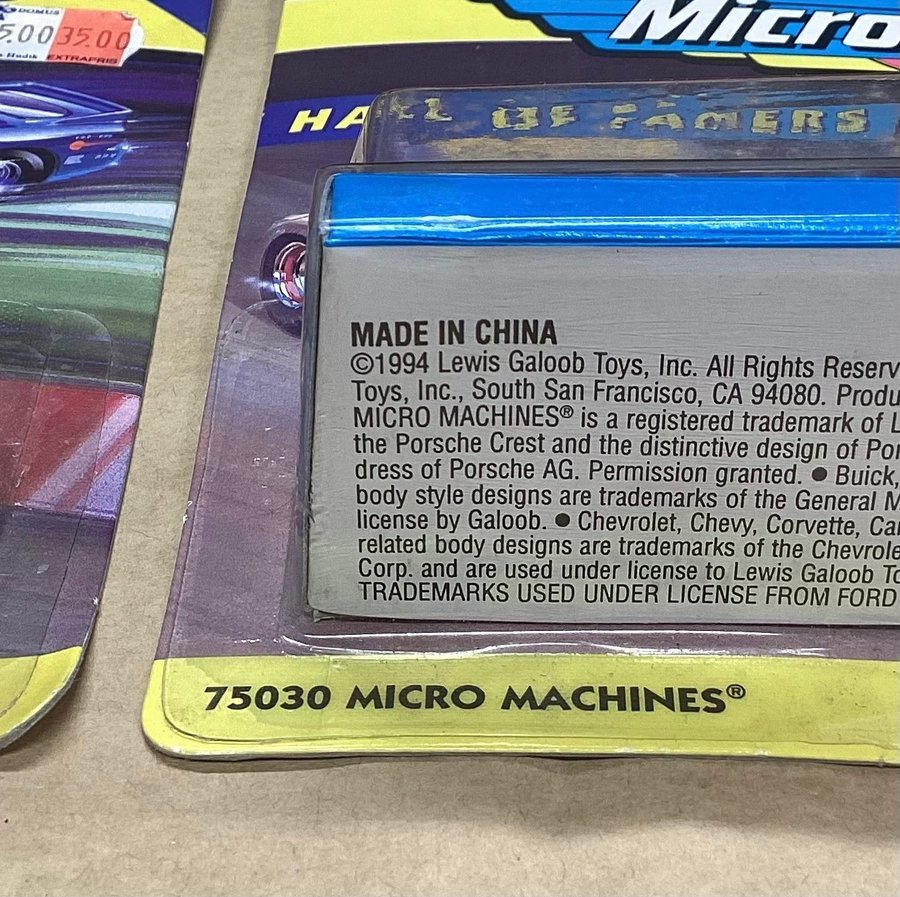 DOMUS
5.00 35.00
EXTRAPRIS
Micro
HALL OF FAMERS
MADE IN CHINA
©1994 Lewis Galoob Toys, Inc. All Rights Reserv
Toys, Inc., South San Francisco, CA 94080. Produ
MICRO MACHINES® is a registered trademark of L
the Porsche Crest and the distinctive design of Por
dress of Porsche AG. Permission granted. ● Buick,
body style designs are trademarks of the General M
license by Galoob. ● Chevrolet, Chevy, Corvette, Ca
related body designs are trademarks of the Chevrole
Corp. and are used under license to Lewis Galoob To
TRADEMARKS USED UNDER LICENSE FROM FORD
75030 MICRO MACHINES®